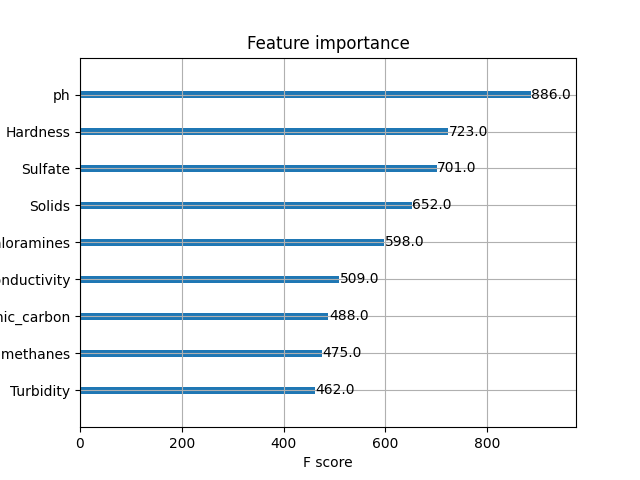 Feature importance
ph 886.0
Hardness 723.0
Sulfate 701.0
Solids 652.0
loramines 598.0
onductivity 509.0
nic_carbon 488.0
methanes 475.0
Turbidity 462.0
0 200 400 600 800
F score